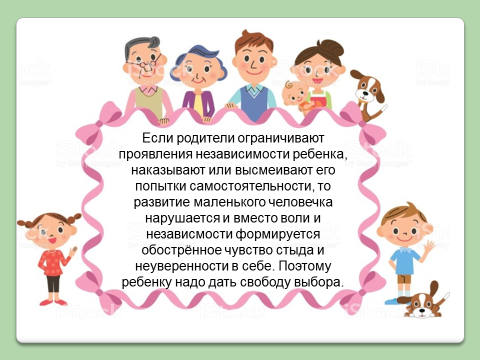 Если родители ограничивают
проявления независимости ребенка,
наказывают или высмеивают его
попытки самостоятельности, то
развитие маленького человечка
нарушается и вместо воли и
независмости формируется
обострённое чувство стыда и
неуверенности в себе. Поэтому
ребенку надо дать свободу выбора.